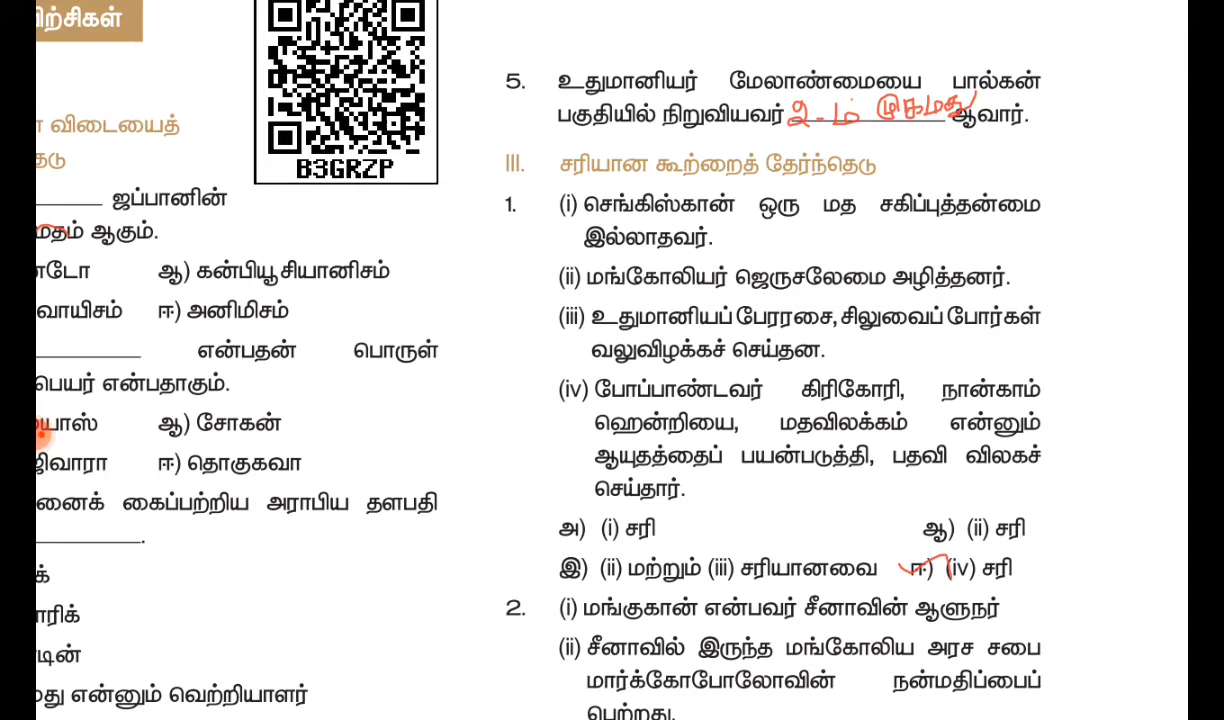 பிற்சிகள்
B3GRZP
விடையைத்
ஜப்பானின்
மதம் ஆகும்.
ஆ) கன்பியூசியானிசம்
வாயிசம் ஈ) அனிமிசம்
என்பதன் பொருள்
பெயர் என்பதாகும்.
யாஸ் ஆ) சோகன்
ஜிவாரா ஈ) தொகுகவா
னைக் கைப்பற்றிய அராபிய தளபதி
.
க்
ாரிக்
டின்
மது என்னும் வெற்றியாளர்
5. உதுமானியர் மேலாண்மையை பால்கன்
பகுதியில் நிறுவியவர் உ-ம் முகமது ஆவார்.
III. சரியான கூற்றைத் தேர்ந்தெடு
1. (i) செங்கிஸ்கான் ஒரு மத சகிப்புத்தன்மை
இல்லாதவர்.
(ii) மங்கோலியர் ஜெருசலேமை அழித்தனர்.
(iii) உதுமானியப் பேரரசை, சிலுவைப் போர்கள்
வலுவிழக்கச் செய்தன.
(iv) போப்பாண்டவர் கிரிகோரி, நான்காம்
ஹென்றியை, மதவிலக்கம் என்னும்
ஆயுதத்தைப் பயன்படுத்தி, பதவி விலகச்
செய்தார்.
அ) (i) சரி ஆ) (ii) சரி
இ) (ii) மற்றும் (iii) சரியானவை ஈ) (iv) சரி
2. (i) மங்குகான் என்பவர் சீனாவின் ஆளுநர்
(ii) சீனாவில் இருந்த மங்கோலிய அரச சபை
மார்க்கோபோலோவின் நன்மதிப்பைப்
பெற்றது.